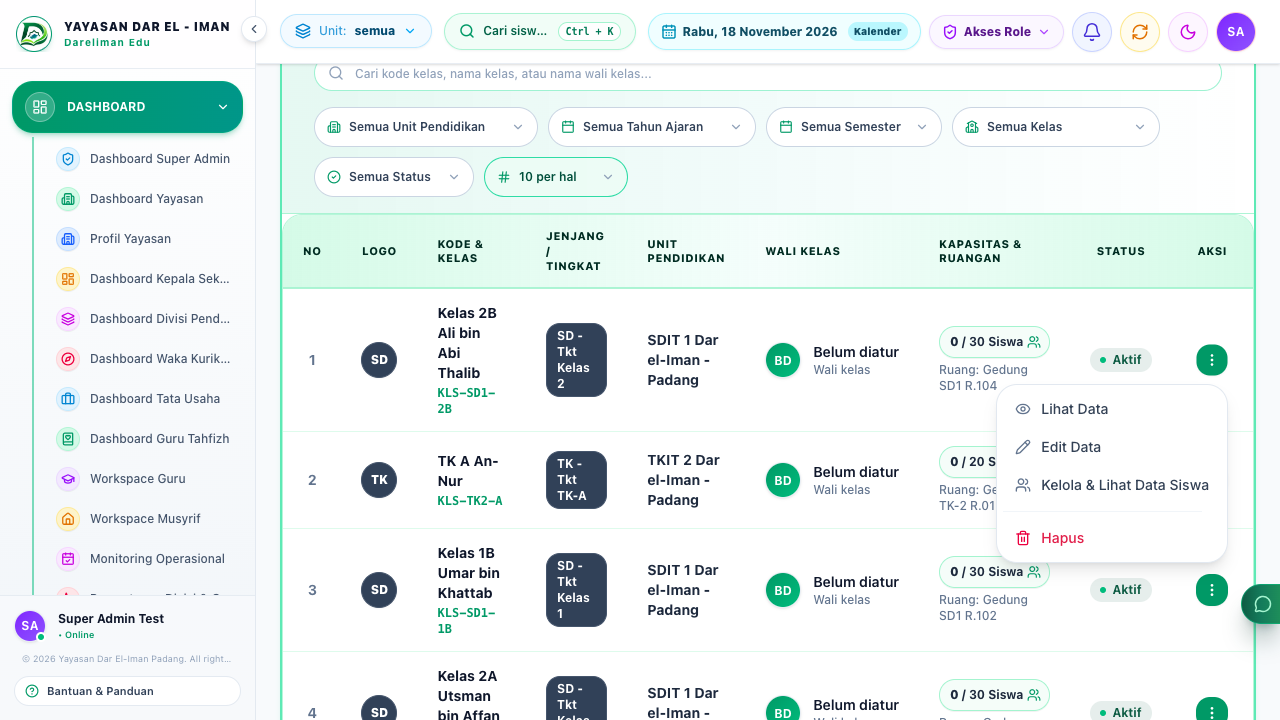 YAYASAN DAR EL - IMAN
Dareliman Edu
Unit: semua
Cari sisw...
Ctrl + K
Rabu, 18 November 2026
Kalender
Akses Role
SA
DASHBOARD
Dashboard Super Admin
Dashboard Yayasan
Profil Yayasan
Dashboard Kepala Sek...
Dashboard Divisi Pend...
Dashboard Waka Kurik...
Dashboard Tata Usaha
Dashboard Guru Tahfizh
Workspace Guru
Workspace Musyrif
Monitoring Operasional
SA
Super Admin Test
• Online
© 2026 Yayasan Dar El-Iman Padang. All right...
Bantuan & Panduan
Cari kode kelas, nama kelas, atau nama wali kelas...
Semua Unit Pendidikan
Semua Tahun Ajaran
Semua Semester
Semua Kelas
Semua Status
10 per hal
NO
LOGO
KODE &
KELAS
JENJANG
/
TINGKAT
UNIT
PENDIDIKAN
WALI KELAS
KAPASITAS &
RUANGAN
STATUS
AKSI
1
SD
Kelas 2B
Ali bin
Abi
Thalib
KLS-SD1-
2B
SD -
Tkt
Kelas
2
SDIT 1 Dar
el-Iman -
Padang
BD
Belum diatur
Wali kelas
0 / 30 Siswa
Ruang: Gedung
SD1 R.104
Aktif
Lihat Data
Edit Data
Kelola & Lihat Data Siswa
Hapus
2
TK
TK A An-
Nur
KLS-TK2-A
TK -
Tkt
TK-A
TKIT 2 Dar
el-Iman -
Padang
BD
Belum diatur
Wali kelas
0 / 20 S
Ruang: Ge
TK-2 R.01
3
SD
Kelas 1B
Umar bin
Khattab
KLS-SD1-
1B
SD -
Tkt
Kelas
1
SDIT 1 Dar
el-Iman -
Padang
BD
Belum diatur
Wali kelas
0 / 30 Siswa
Ruang: Gedung
SD1 R.102
Aktif
4
SD
Kelas 2A
Utsman
bin Affan
SD -
Tkt
Kelas
SDIT 1 Dar
el-Iman -
BD
Belum diatur
Wali kelas
0 / 30 Siswa
Aktif